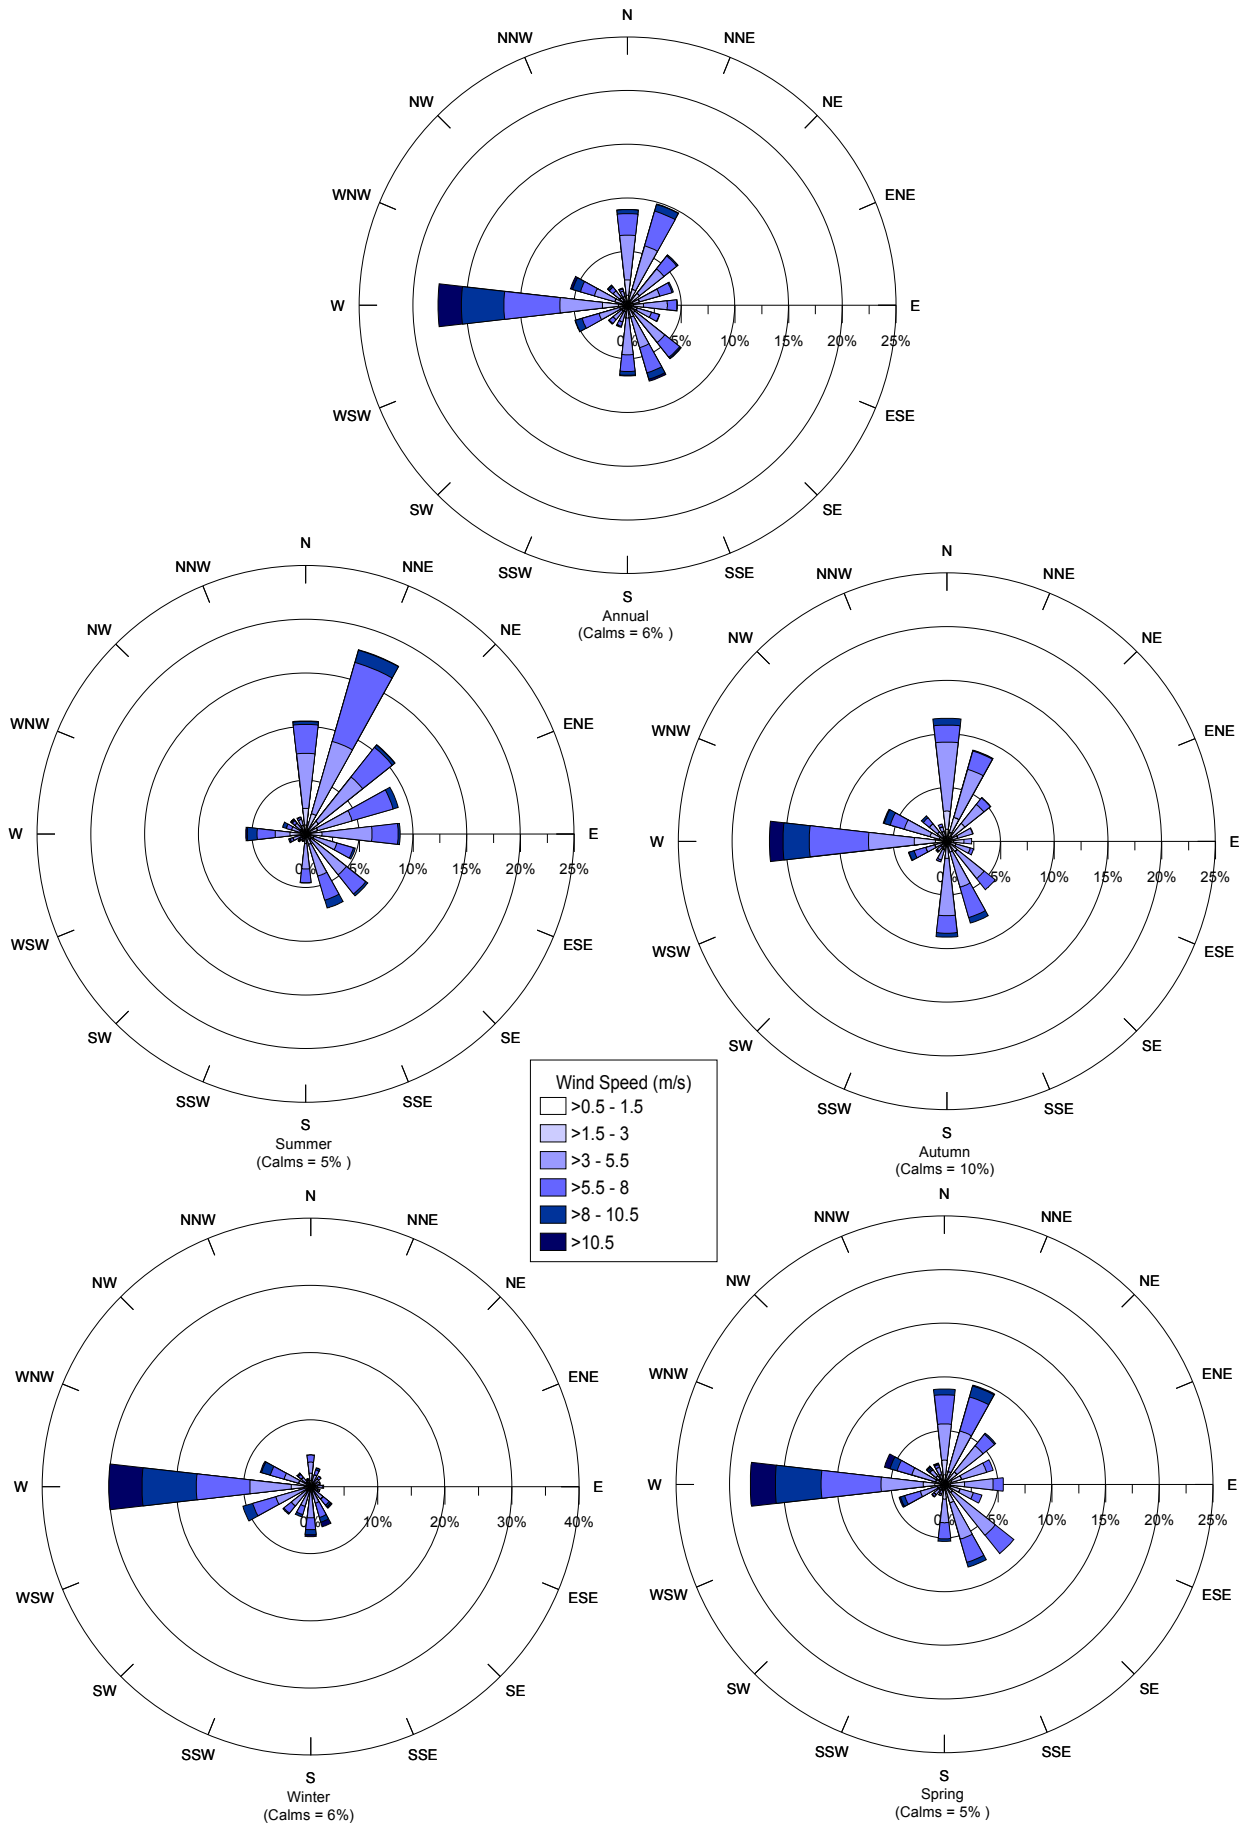 N
NNW
NNE
NW
NE
WNW
ENE
W
E
0%
5%
10%
15%
20%
25%
WSW
ESE
SW
SE
SSW
SSE
S
Annual
(Calms = 6% )
N
NNW
NNE
NW
NE
WNW
ENE
W
E
0%
5%
10%
15%
20%
25%
WSW
ESE
SW
SE
SSW
SSE
S
Summer
(Calms = 5% )
N
NNW
NNE
NW
NE
WNW
ENE
W
E
0%
5%
10%
15%
20%
25%
WSW
ESE
SW
SE
SSW
SSE
S
Autumn
(Calms = 10%)
Wind Speed (m/s)
>0.5 - 1.5
>1.5 - 3
>3 - 5.5
>5.5 - 8
>8 - 10.5
>10.5
N
NNW
NNE
NW
NE
WNW
ENE
W
E
0%
10%
20%
30%
40%
WSW
ESE
SW
SE
SSW
SSE
S
Winter
(Calms = 6%)
N
NNW
NNE
NW
NE
WNW
ENE
W
E
0%
5%
10%
15%
20%
25%
WSW
ESE
SW
SE
SSW
SSE
S
Spring
(Calms = 5% )